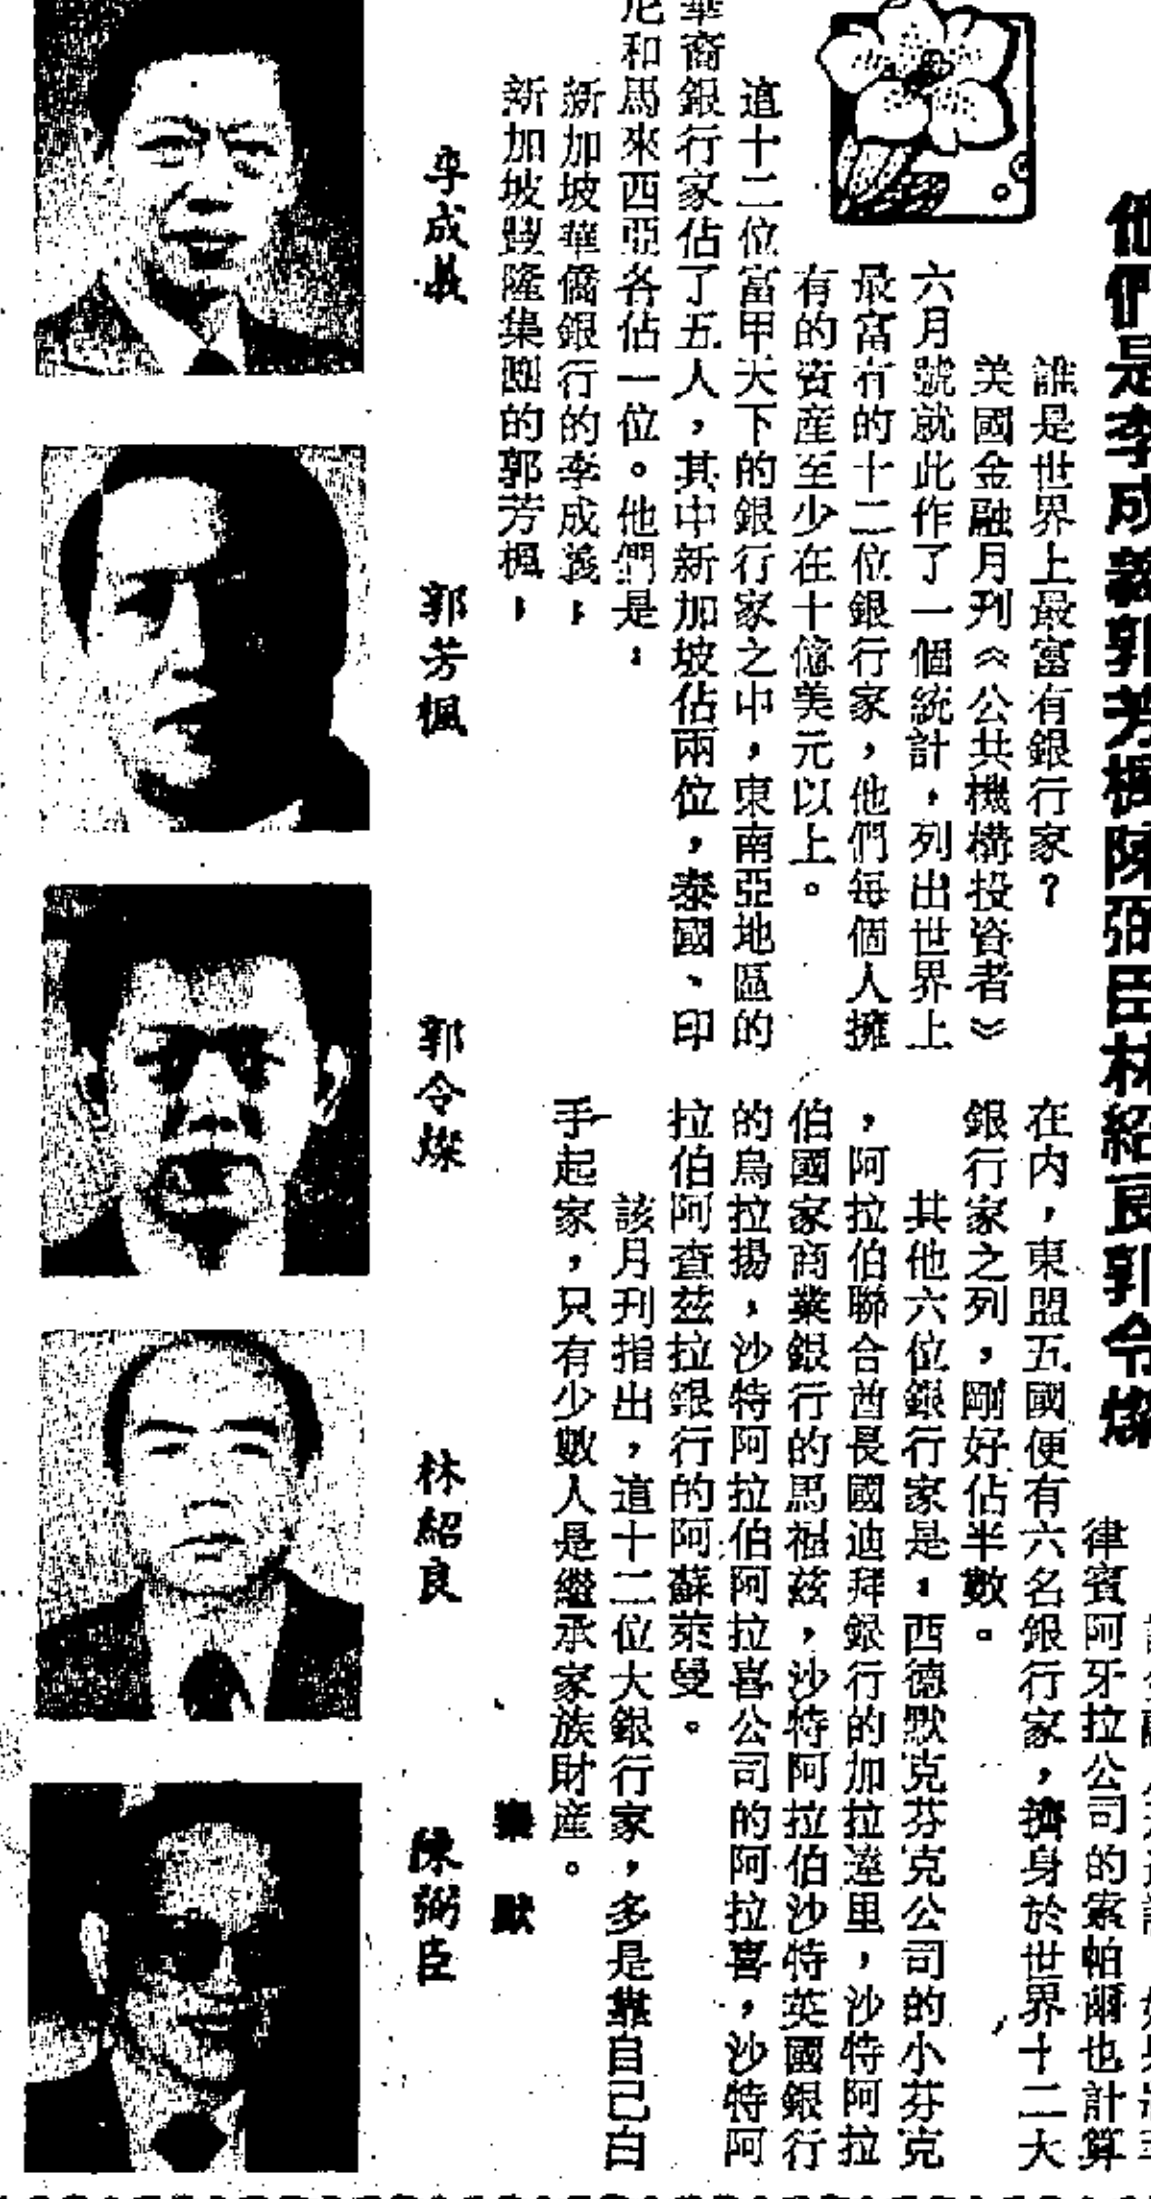 他們是李成義郭芳楓陳弼臣林紹良郭令燦
誰是世界上最富有銀行家？
美國金融月刊《公共機構投資者》
六月號就此作了一個統計，列出世界上
最富有的十二位銀行家，他們每個人擁
有的資產至少在十億美元以上。
這十二位富甲天下的銀行家之中，東南亞地區的
華裔銀行家佔了五人，其中新加坡佔兩位，泰國、印
尼和馬來西亞各佔一位。他們是：
新加坡華僑銀行的李成義；
新加坡豐隆集團的郭芳楓；
律賓阿牙拉公司的索帕爾也計算
在内，東盟五國便有六名銀行家，擠身於世界十二大
銀行家之列，剛好佔半數。
其他六位銀行家是：西德默克芬克公司的小芬克
，阿拉伯聯合酋長國迪拜銀行的加拉達里，沙特阿拉
伯國家商業銀行的馬福茲，沙特阿拉伯沙特英國銀行
的烏拉揚，沙特阿拉伯阿拉喜公司的阿拉喜，沙特阿
拉伯阿查茲拉銀行的阿蘇萊曼。
該月刊指出，這十二位大銀行家，多是靠自己白
手起家，只有少數人是繼承家族財產。
默
李成義
郭芳楓
郭令燦
林紹良
陳弼臣